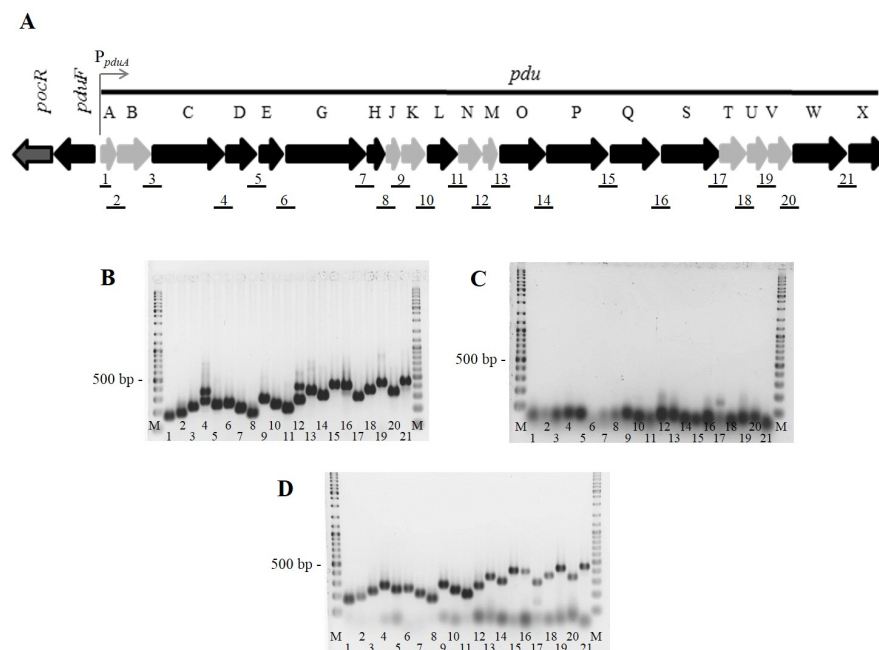 A
pocR
pduF
PpduA
pdu
A B C D E G H J K L N M O P Q S T U V W X
1 3 5 7 9 11 13 15 17 19 21
2 4 6 8 10 12 14 16 18 20
B
500 bp -
M 2 4 6 8 10 12 14 16 18 20 M
1 3 5 7 9 11 13 15 17 19 21
C
500 bp -
M 2 4 6 8 10 12 14 16 18 20 M
1 3 5 7 9 11 13 15 17 19 21
D
500 bp -
M 2 4 6 8 10 12 14 16 18 20 M
1 3 5 7 9 11 13 15 17 19 21